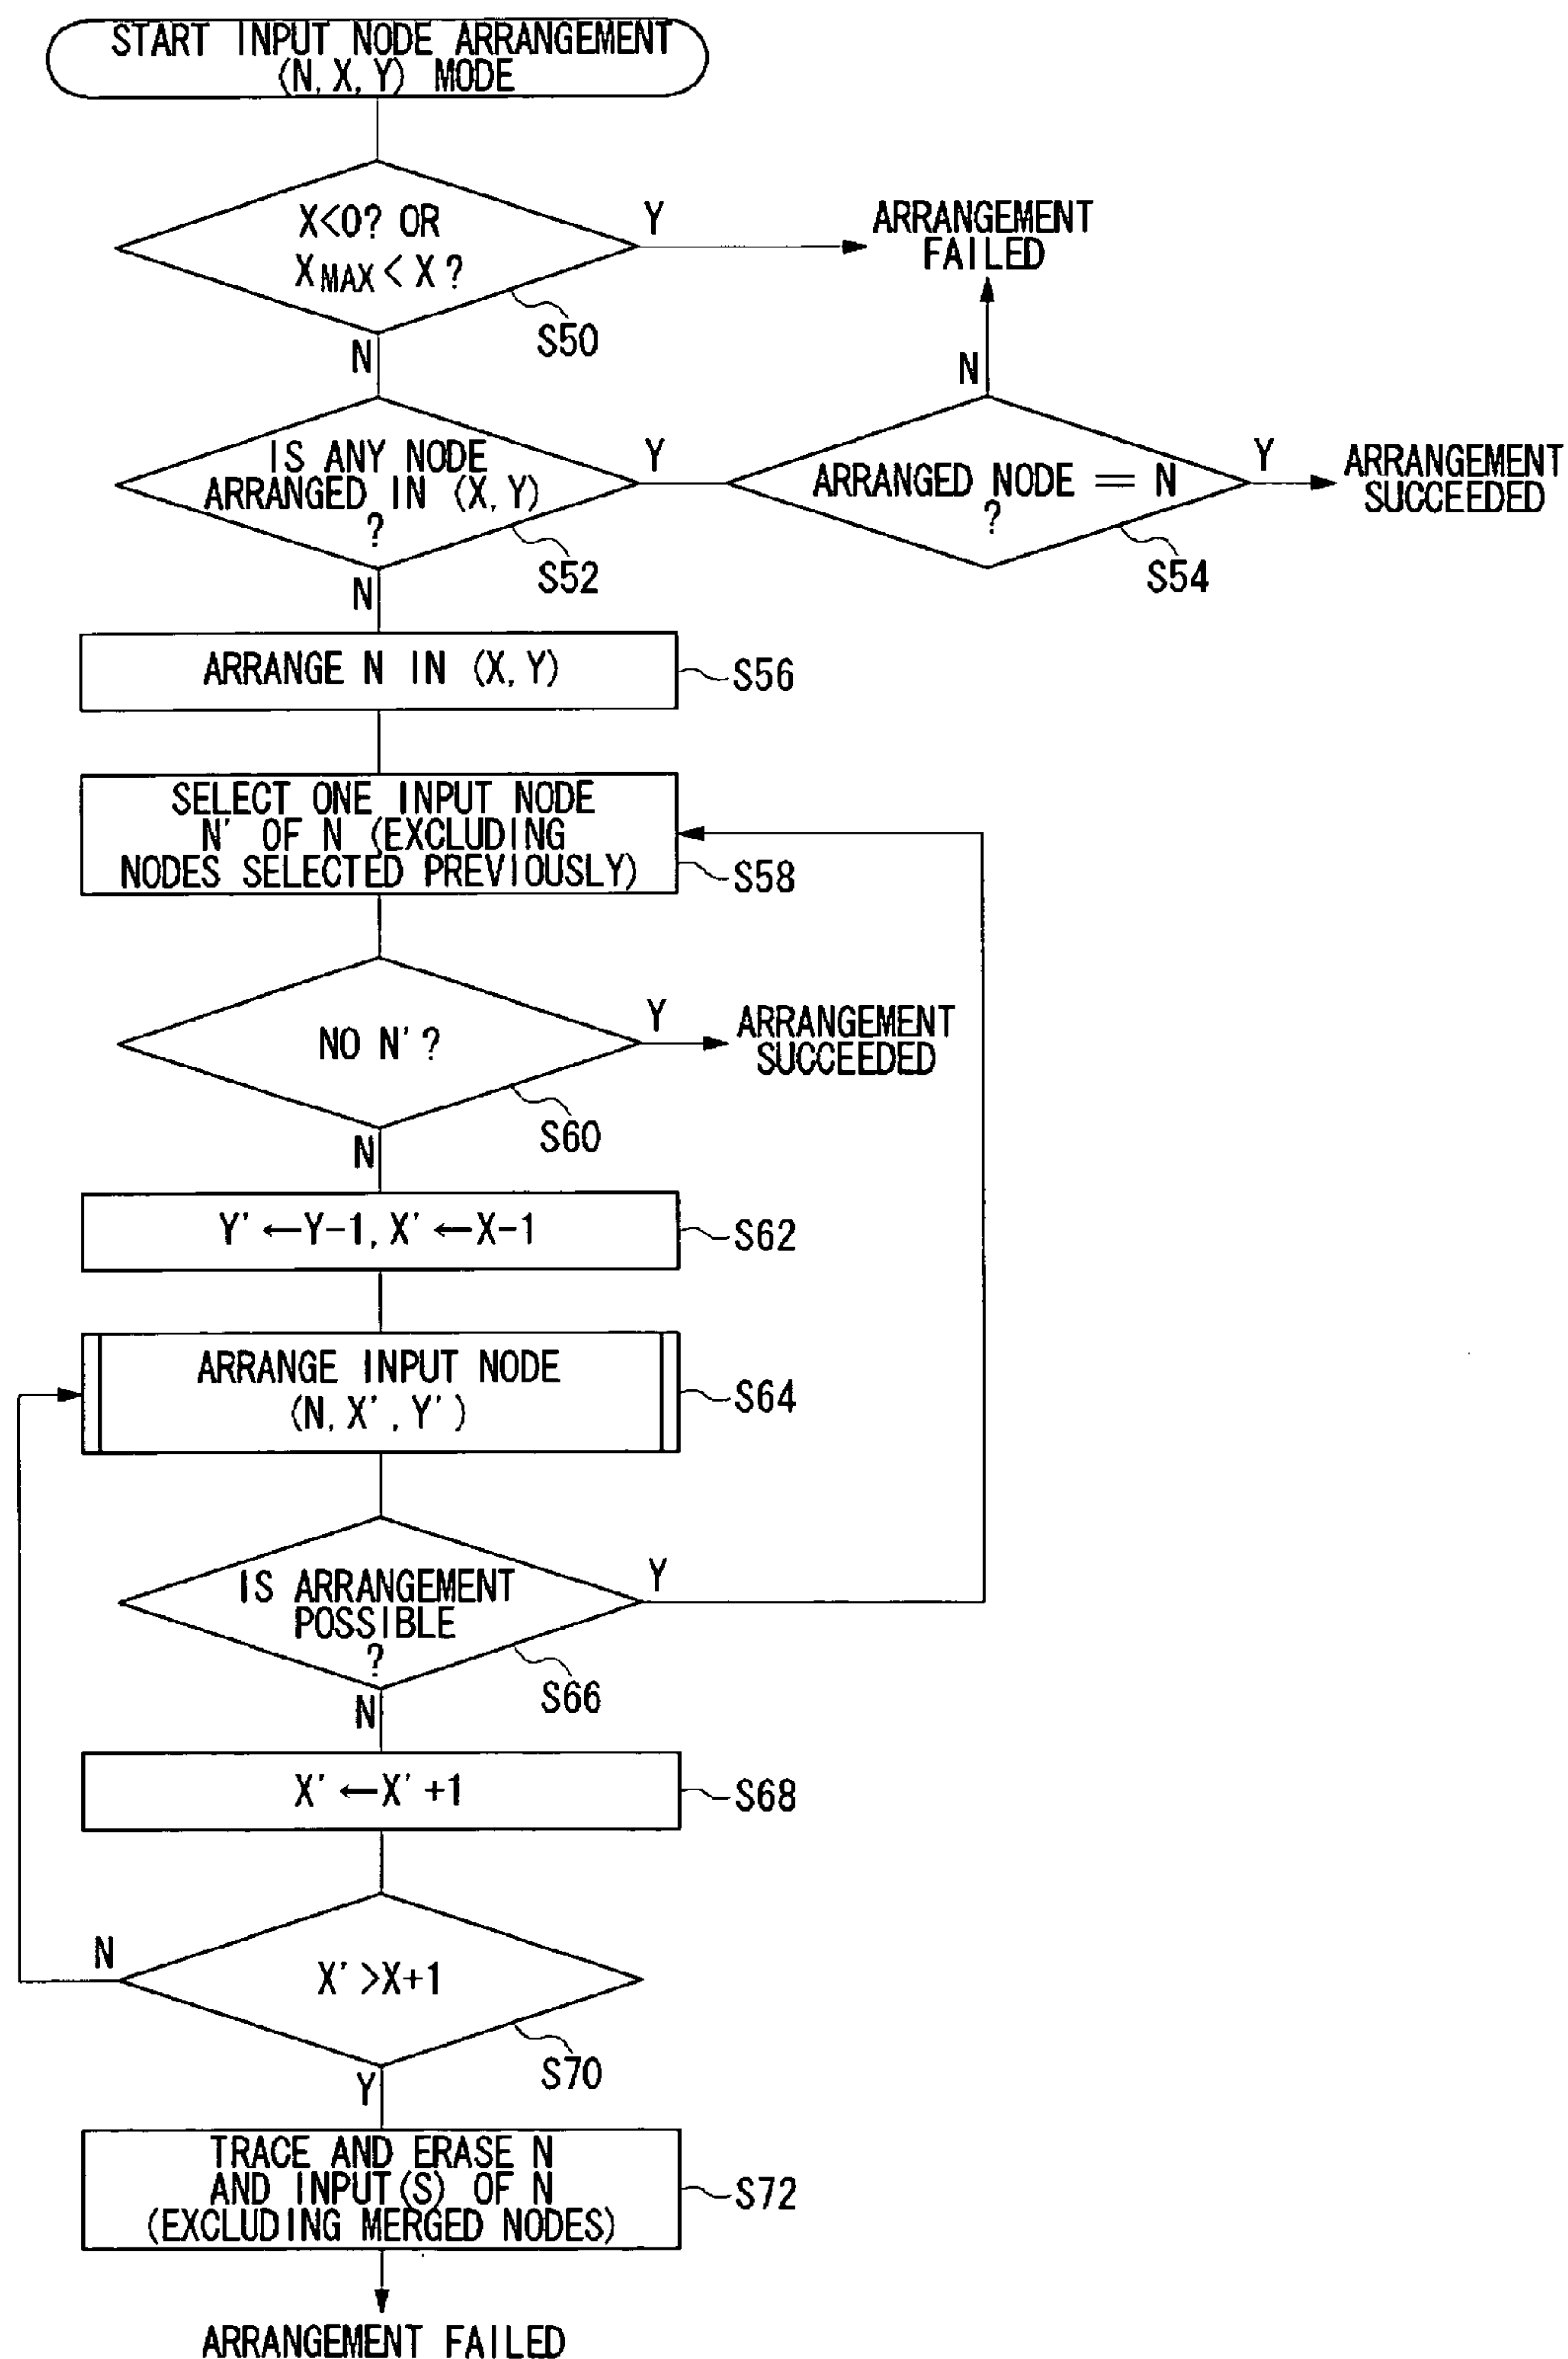 START INPUT NODE ARRANGEMENT
(N, X, Y) MODE
X<0? OR
XMAX < X ?
Y
ARRANGEMENT
FAILED
S50
N
N
IS ANY NODE
ARRANGED IN (X, Y)
?
Y
S52
ARRANGED NODE == N
?
Y
ARRANGEMENT
SUCCEEDED
S54
N
ARRANGE N IN (X, Y)
S56
SELECT ONE INPUT NODE
N' OF N (EXCLUDING
NODES SELECTED PREVIOUSLY)
S58
NO N' ?
Y
ARRANGEMENT
SUCCEEDED
S60
N
Y' ←Y-1, X' ←X-1
S62
ARRANGE INPUT NODE
(N, X' , Y' )
S64
IS ARRANGEMENT
POSSIBLE
?
Y
S66
N
X' ←X' +1
S68
N
X' >X+1
S70
Y
TRACE AND ERASE N
AND INPUT(S) OF N
(EXCLUDING MERGED NODES)
S72
ARRANGEMENT FAILED